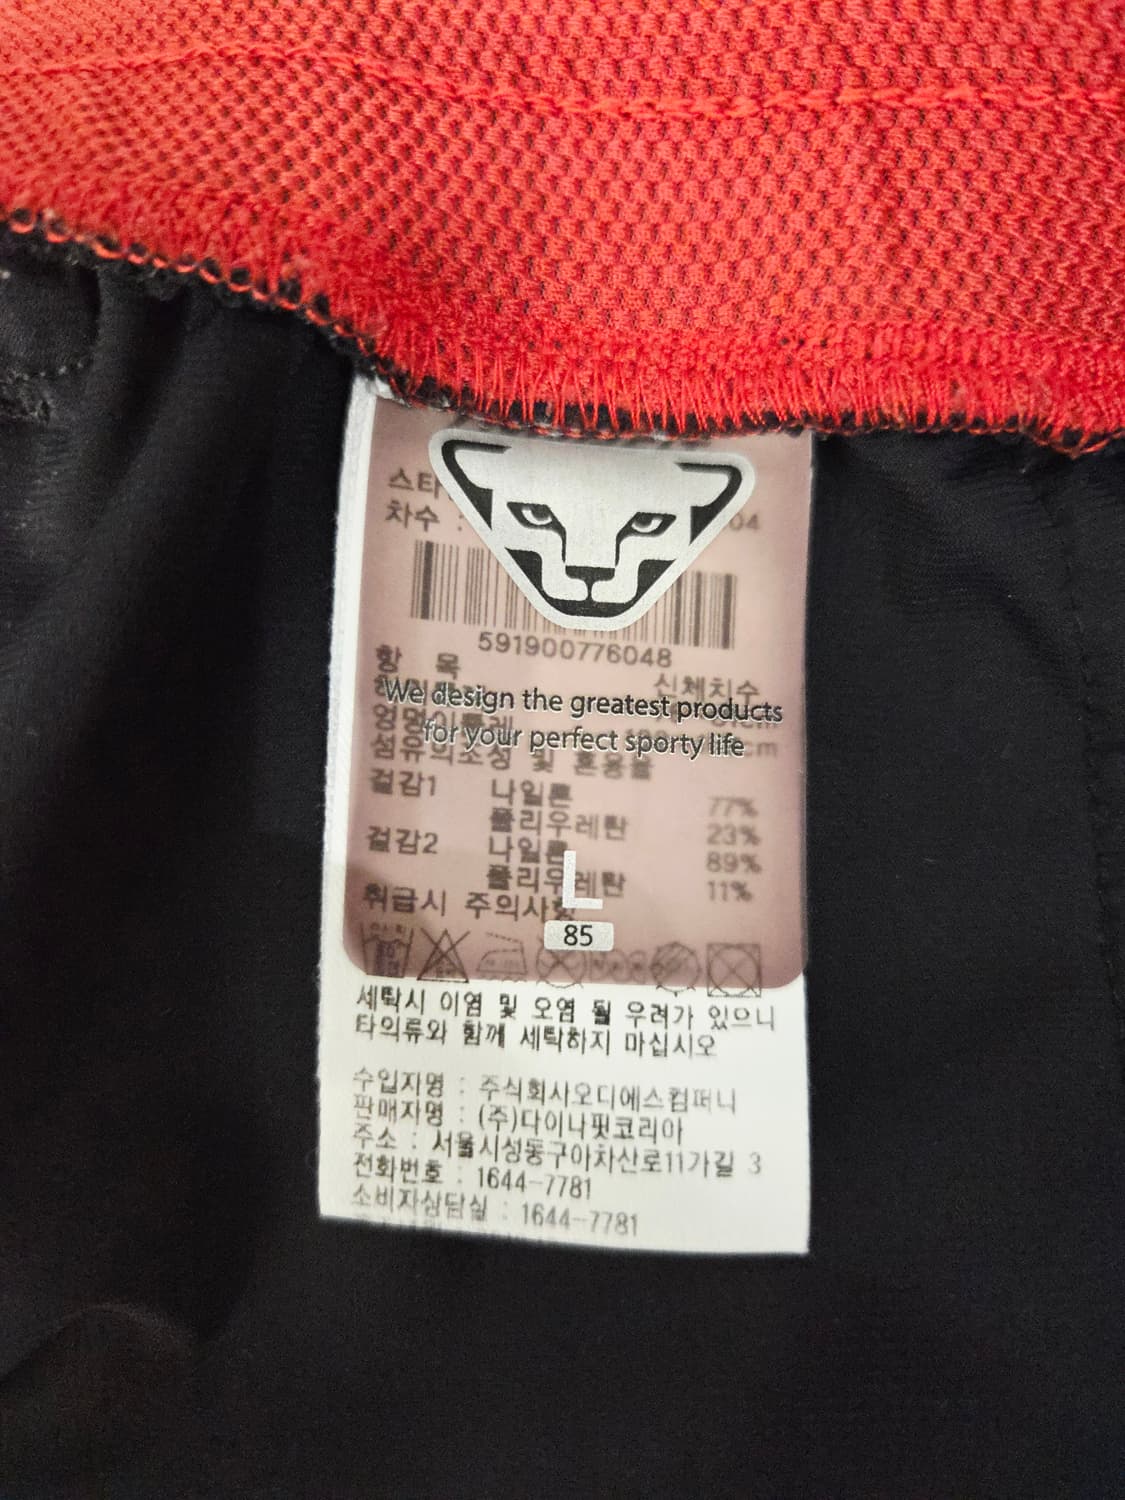 차수 :
04
591900776048
항 목 신체치수
We design the greatest products
for your perfect sporty life
섬유의조성 및 혼용율
걸감1 나일론 77%
폴리우레탄 23%
걸감2 나일론 89%
폴리우레탄 11%
취급시 주의사항
L
85
세탁시 이염 및 오염 될 우려가 있으니
타의류와 함께 세탁하지 마십시오
수입자명 : 주식회사오디에스컴퍼니
판매자명 : (주)다이나핏코리아
주소 : 서울시성동구아차산로11가길 3
전화번호 : 1644-7781
소비자상담실 : 1644-7781